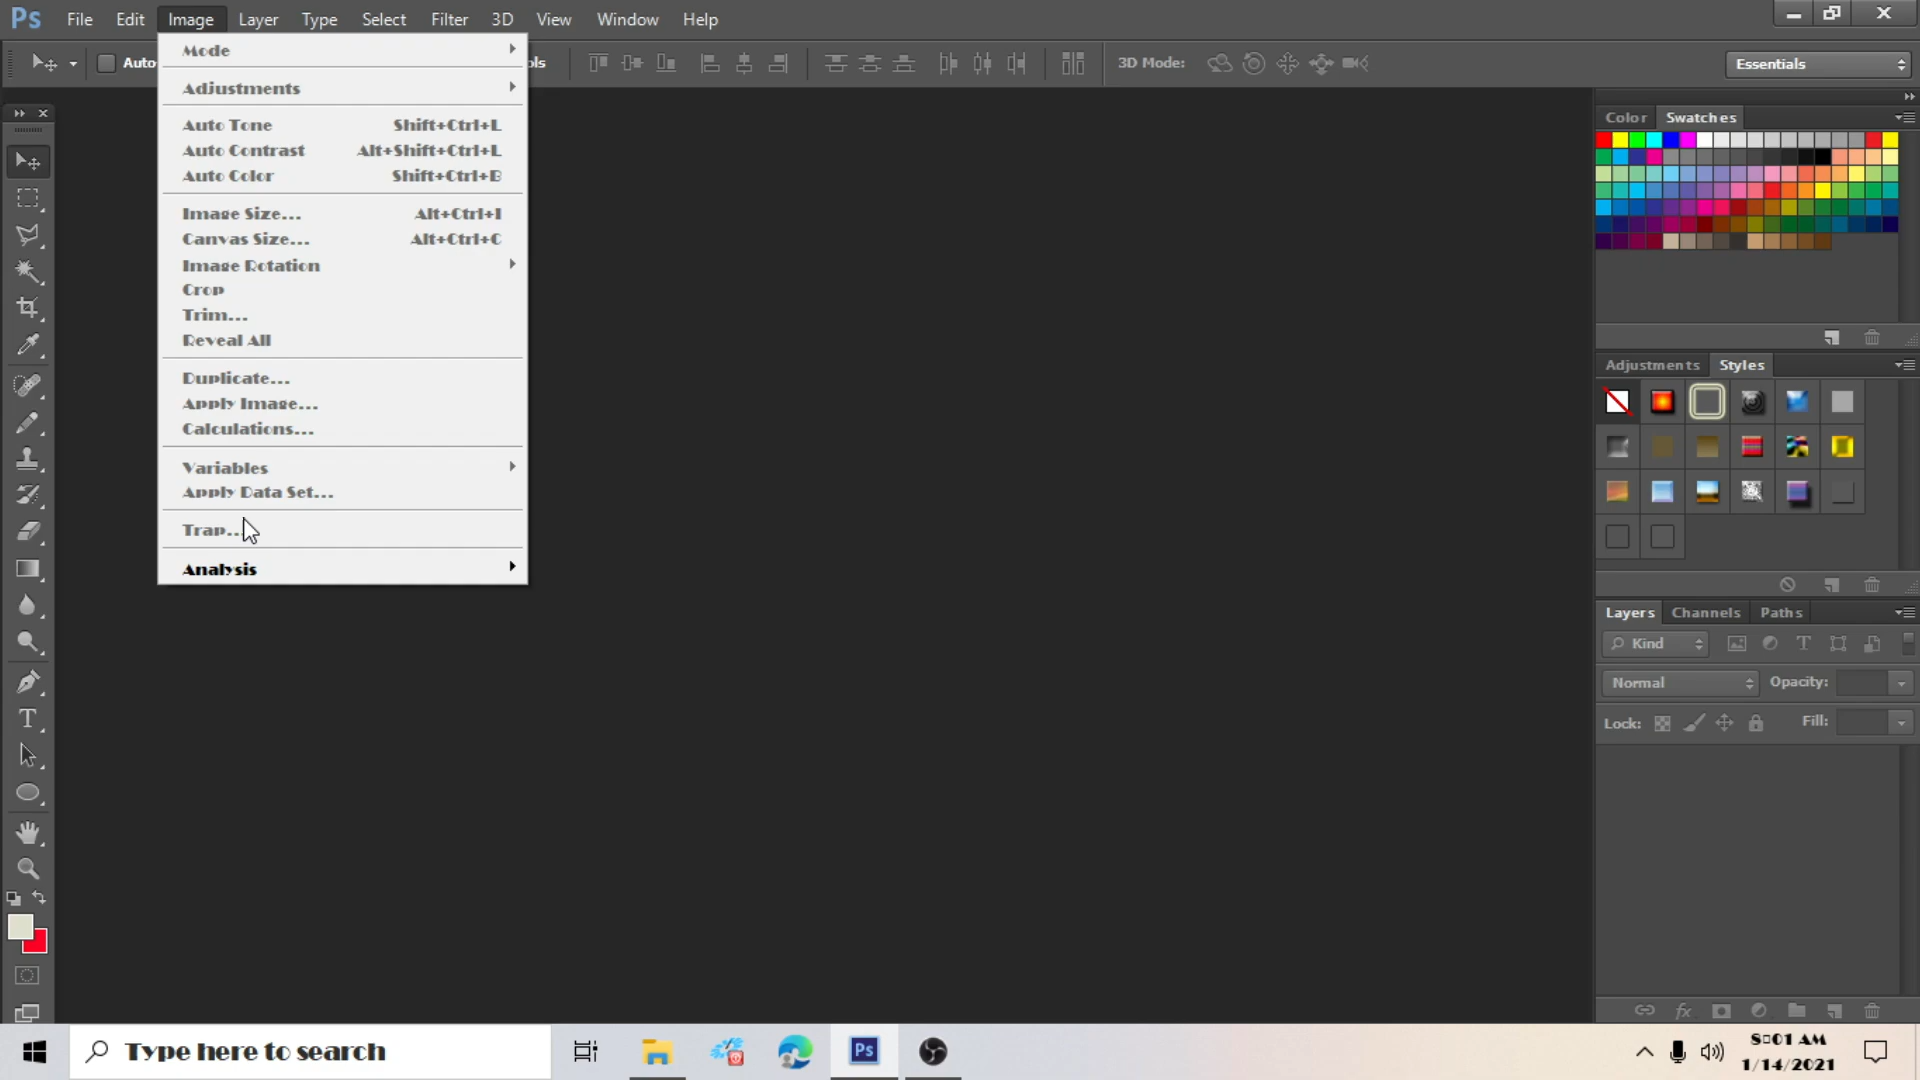 Ps File Edit Image Layer Type Select Filter 3D View Window Help
Auto
ols
3D Mode:
Essentials
Mode
Adjustments
Auto Tone Shift+Ctrl+L
Auto Contrast Alt+Shift+Ctrl+L
Auto Color Shift+Ctrl+B
Image Size... Alt+Ctrl+I
Canvas Size... Alt+Ctrl+C
Image Rotation
Crop
Trim...
Reveal All
Duplicate...
Apply Image...
Calculations...
Variables
Apply Data Set...
Trap...
Analysis
Color Swatches
Adjustments Styles
Layers Channels Paths
Kind
Normal Opacity:
Lock: Fill:
Type here to search
Ps
8□01 AM
1/14/2021